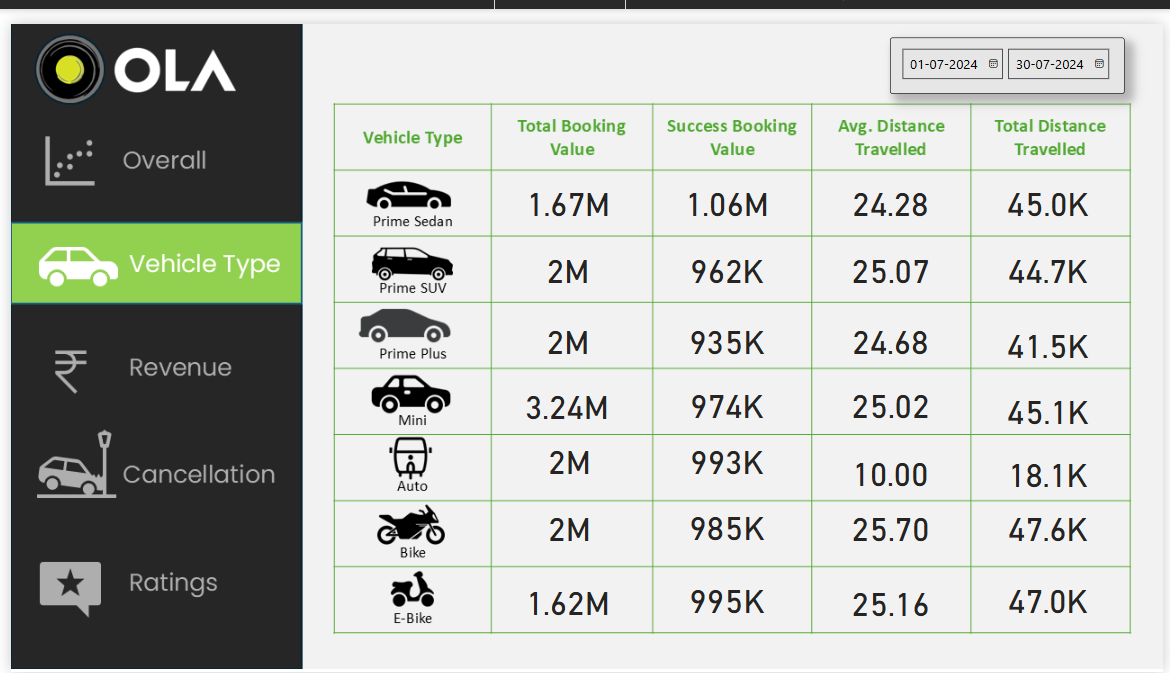 OLA
01-07-2024 30-07-2024
Overall
Vehicle Type
Revenue
Cancellation
Ratings
Vehicle Type Total Booking Value Success Booking Value Avg. Distance Travelled Total Distance Travelled
Prime Sedan 1.67M 1.06M 24.28 45.0K
Prime SUV 2M 962K 25.07 44.7K
Prime Plus 2M 935K 24.68 41.5K
Mini 3.24M 974K 25.02 45.1K
Auto 2M 993K 10.00 18.1K
Bike 2M 985K 25.70 47.6K
E-Bike 1.62M 995K 25.16 47.0K